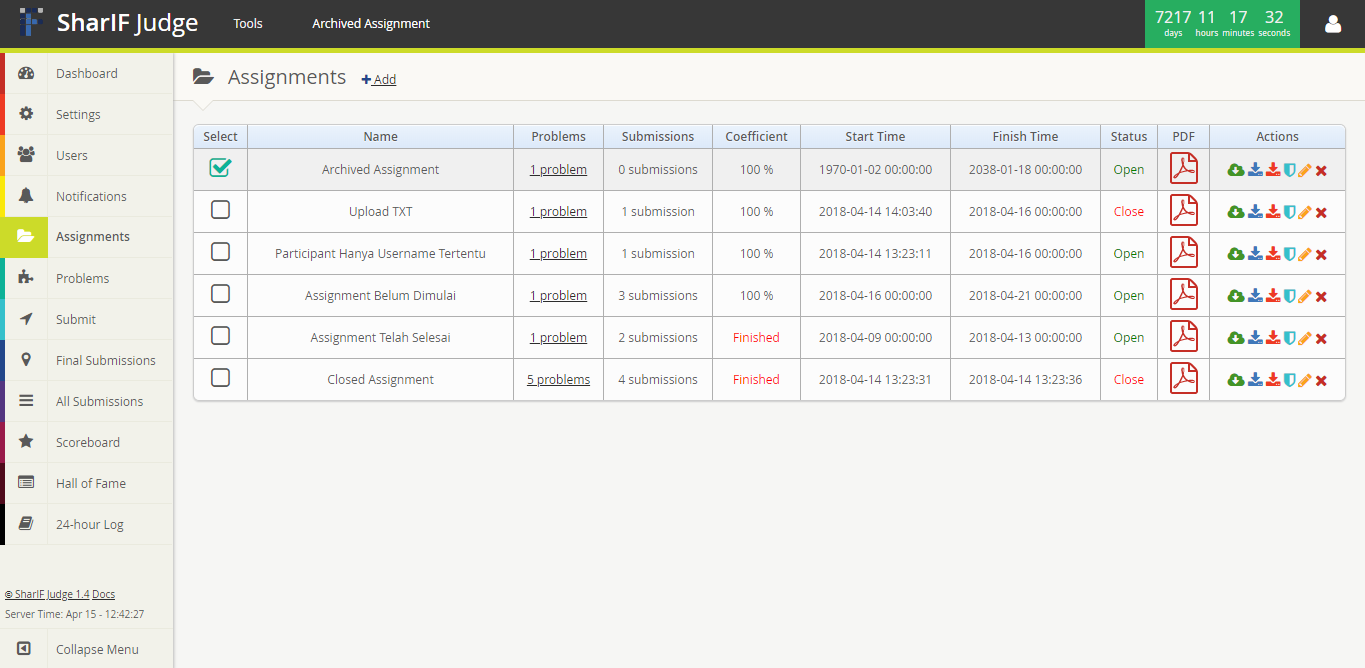 SharIF Judge Tools Archived Assignment 7217 11 17 32
days hours minutes seconds
Dashboard
Settings
Users
Notifications
Assignments
Problems
Submit
Final Submissions
All Submissions
Scoreboard
Hall of Fame
24-hour Log
© SharIF Judge 1.4 Docs
Server Time: Apr 15 - 12:42:27
Collapse Menu
Assignments +Add
Select Name Problems Submissions Coefficient Start Time Finish Time Status PDF Actions
Archived Assignment 1 problem 0 submissions 100 % 1970-01-02 00:00:00 2038-01-18 00:00:00 Open
Upload TXT 1 problem 1 submission 100 % 2018-04-14 14:03:40 2018-04-16 00:00:00 Close
Participant Hanya Username Tertentu 1 problem 1 submission 100 % 2018-04-14 13:23:11 2018-04-16 00:00:00 Open
Assignment Belum Dimulai 1 problem 3 submissions 100 % 2018-04-16 00:00:00 2018-04-21 00:00:00 Open
Assignment Telah Selesai 1 problem 2 submissions Finished 2018-04-09 00:00:00 2018-04-13 00:00:00 Open
Closed Assignment 5 problems 4 submissions Finished 2018-04-14 13:23:31 2018-04-14 13:23:36 Close